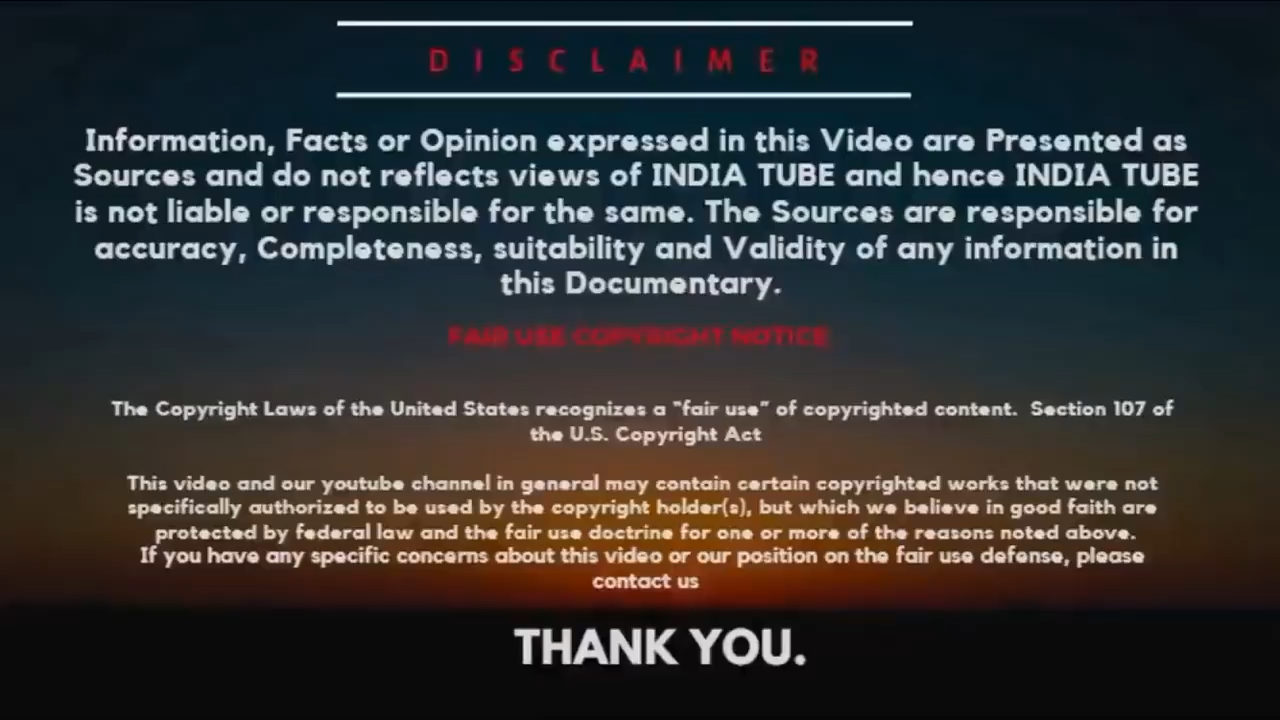 DISCLAIMER
Information, Facts or Opinion expressed in this Video are Presented as
Sources and do not reflects views of INDIA TUBE and hence INDIA TUBE
is not liable or responsible for the same. The Sources are responsible for
accuracy, Completeness, suitability and Validity of any information in
this Documentary.
FAIR USE COPYRIGHT NOTICE
The Copyright Laws of the United States recognizes a "fair use" of copyrighted content.  Section 107 of
the U.S. Copyright Act
This video and our youtube channel in general may contain certain copyrighted works that were not
specifically authorized to be used by the copyright holder(s), but which we believe in good faith are
protected by federal law and the fair use doctrine for one or more of the reasons noted above.
If you have any specific concerns about this video or our position on the fair use defense, please
contact us
THANK YOU.